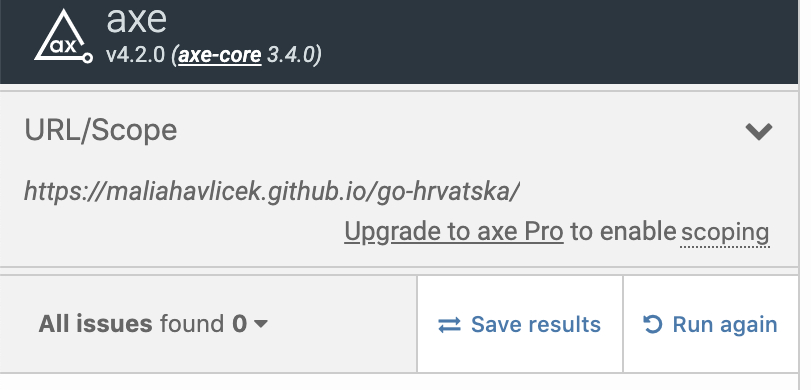 ax
axe
v4.2.0 (axe-core 3.4.0)
URL/Scope
https://maliahavlicek.github.io/go-hrvatska/
Upgrade to axe Pro to enable scoping
All issues found 0
Save results
Run again